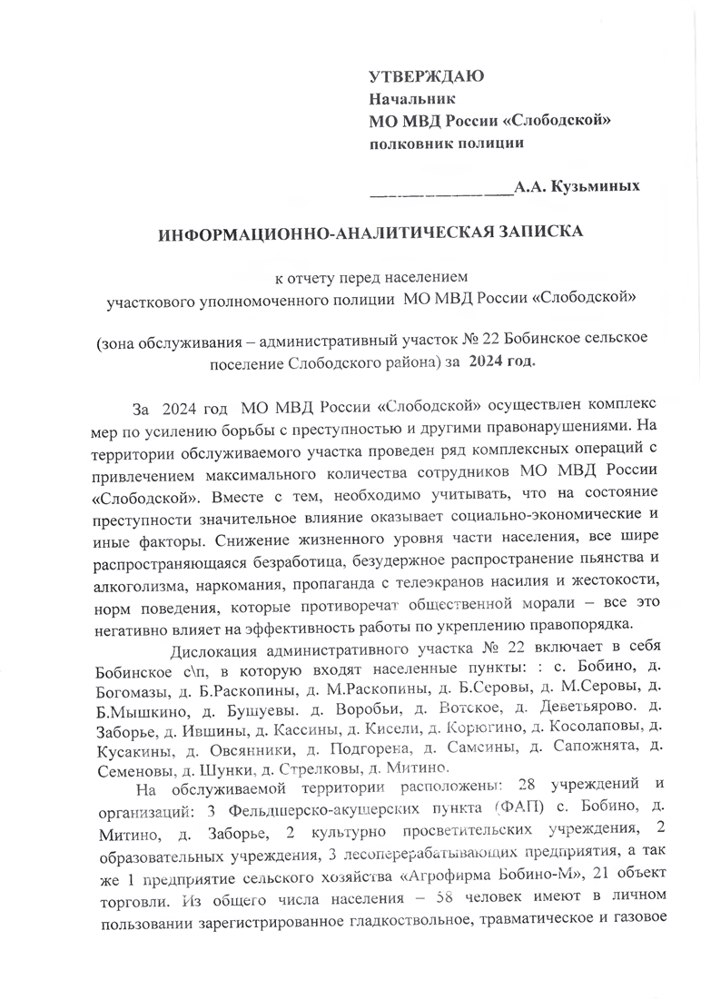 УТВЕРЖДАЮ
Начальник
МО МВД России «Слободской»
полковник полиции
_________________А.А. Кузьминых
ИНФОРМАЦИОННО-АНАЛИТИЧЕСКАЯ ЗАПИСКА
к отчету перед населением
участкового уполномоченного полиции МО МВД России «Слободской»
(зона обслуживания – административный участок № 22 Бобинское сельское
поселение Слободского района) за 2024 год.
За 2024 год МО МВД России «Слободской» осуществлен комплекс
мер по усилению борьбы с преступностью и другими правонарушениями. На
территории обслуживаемого участка проведен ряд комплексных операций с
привлечением максимального количества сотрудников МО МВД России
«Слободской». Вместе с тем, необходимо учитывать, что на состояние
преступности значительное влияние оказывает социально-экономические и
иные факторы. Снижение жизненного уровня части населения, все шире
распространяющаяся безработица, безудержное распространение пьянства и
алкоголизма, наркомания, пропаганда с телеэкранов насилия и жестокости,
норм поведения, которые противоречат общественной морали – все это
негативно влияет на эффективность работы по укреплению правопорядка.
Дислокация административного участка № 22 включает в себя
Бобинское с\п, в которую входят населенные пункты: : с. Бобино, д.
Богомазы, д. Б.Раскопины, д. М.Раскопины, д. Б.Серовы, д. М.Серовы, д.
Б.Мышкино, д. Бушуевы. д. Воробьи, д. Вотское, д. Деветьярово. д.
Заборье, д. Ившины, д. Кассины, д. Кисели, д. Корюгино, д. Косолаповы, д.
Кусакины, д. Овсянники, д. Подгорена, д. Самсины, д. Сапожнята, д.
Семеновы, д. Шунки, д. Стрелковы, д. Митино.
На обслуживаемой территории расположены: 28 учреждений и
организаций: 3 Фельдшерско-акушерских пункта (ФАП) с. Бобино, д.
Митино, д. Заборье, 2 культурно просветительских учреждения, 2
образовательных учреждения, 3 лесоперерабатывающих предприятия, а так
же 1 предприятие сельского хозяйства «Агрофирма Бобино-М», 21 объект
торговли. Из общего числа населения – 58 человек имеют в личном
пользовании зарегистрированное гладкоствольное, травматическое и газовое